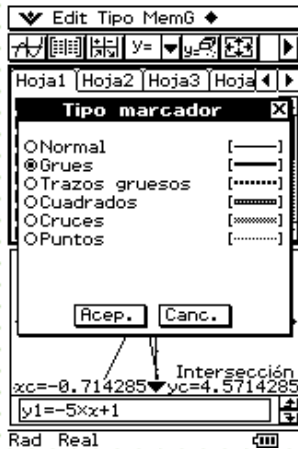 Edit Tipo MemG
y=
Hoja1 Hoja2 Hoja3 Hoja
Tipo marcador
Normal
Grues
Trazos gruesos
Cuadrados
Cruces
Puntos
Acep. Canc.
Intersección
xc=-0.714285 yc=4.5714285
y1=-5×x+1
Rad Real